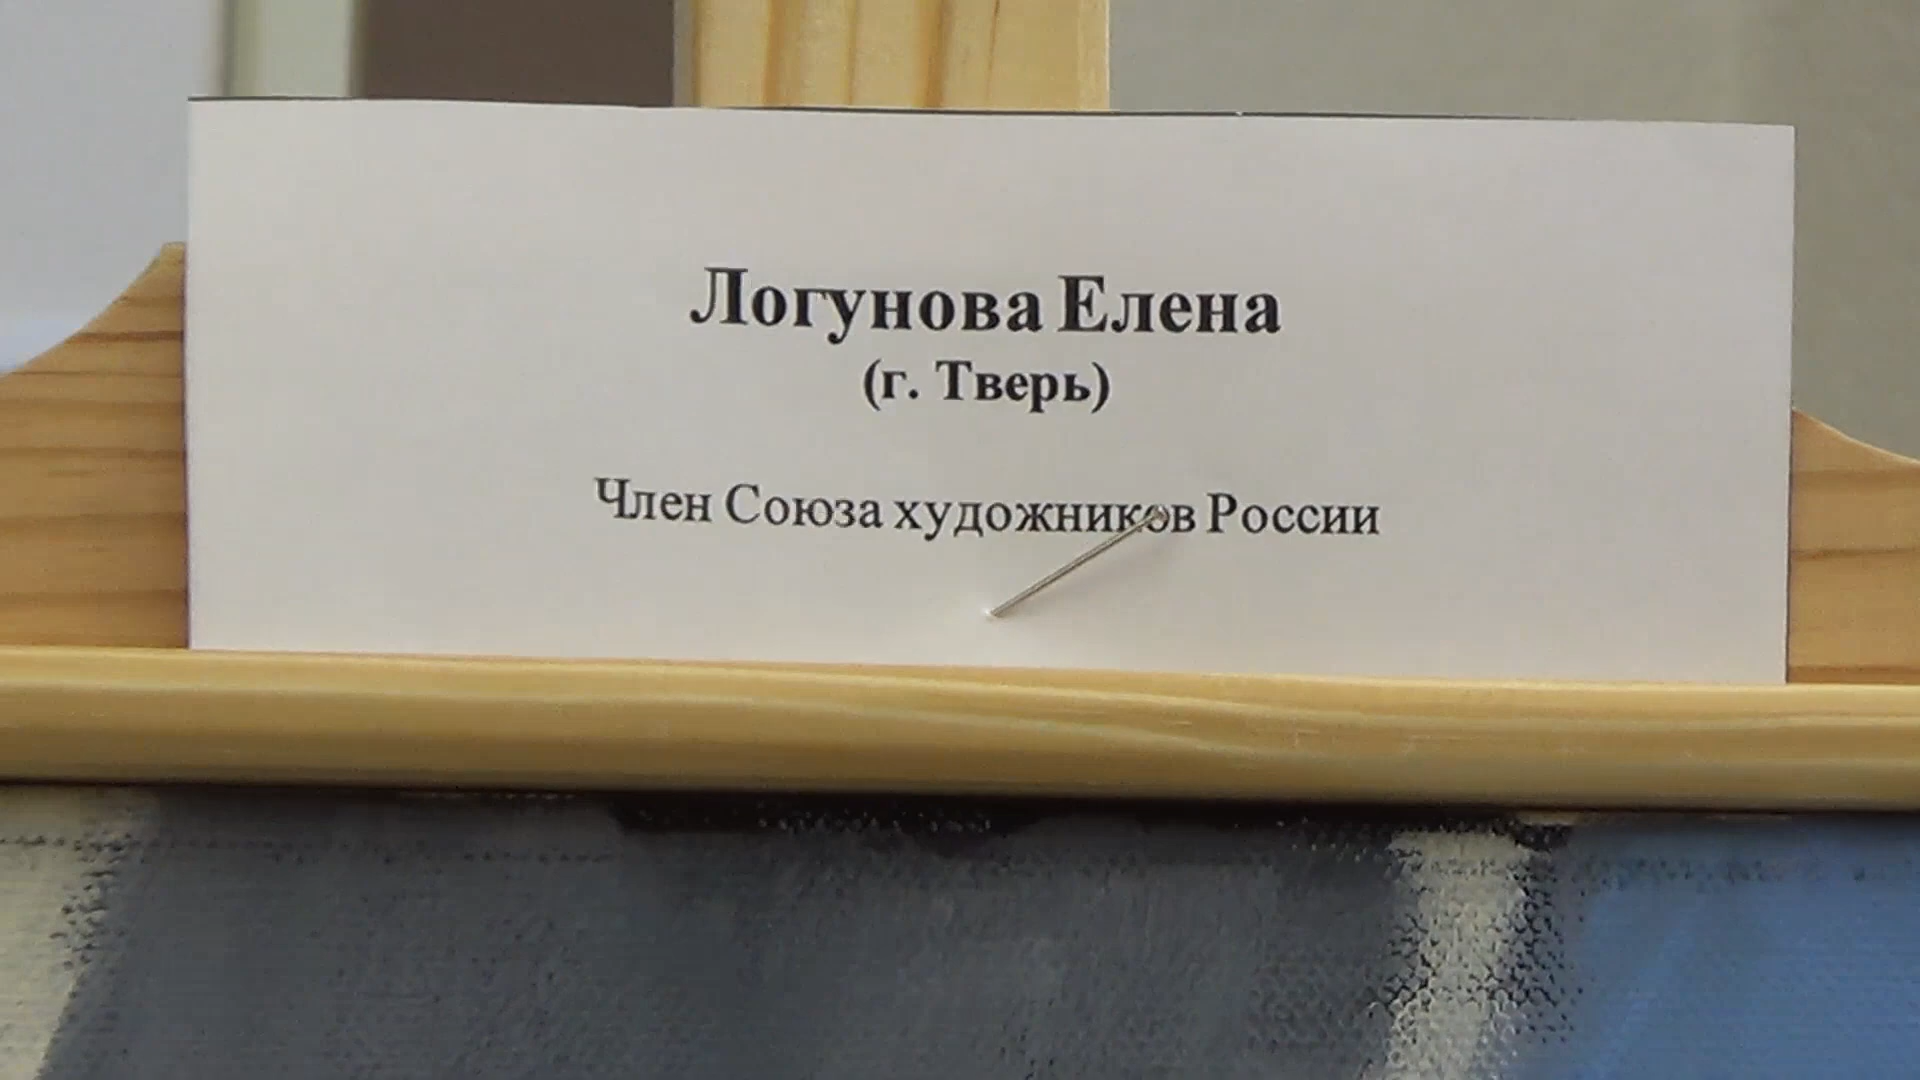 Логунова Елена
(г. Тверь)
Член Союза художников России